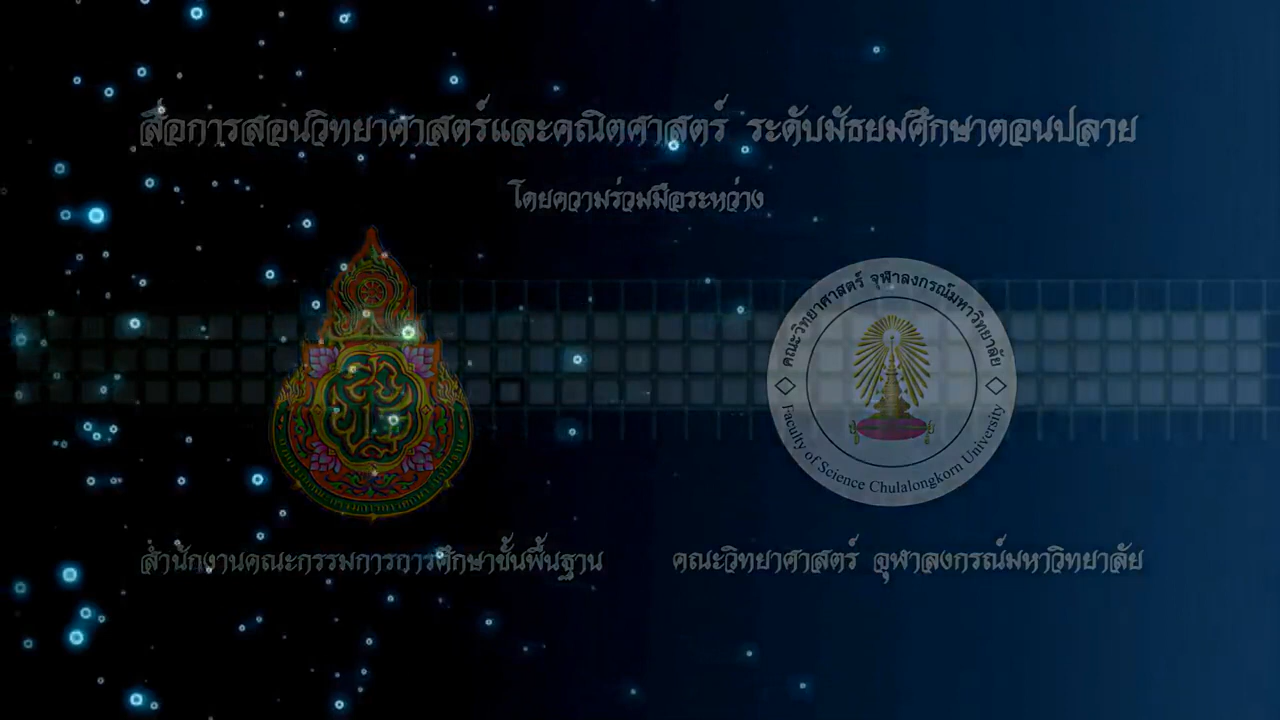 สื่อการสอนวิทยาศาสตร์และคณิตศาสตร์ ระดับมัธยมศึกษาตอนปลาย
โดยความร่วมมือระหว่าง
คณะวิทยาศาสตร์ จุฬาลงกรณ์มหาวิทยาลัย
Faculty of Science Chulalongkorn University
สำนักงานคณะกรรมการการศึกษาขั้นพื้นฐาน
คณะวิทยาศาสตร์ จุฬาลงกรณ์มหาวิทยาลัย